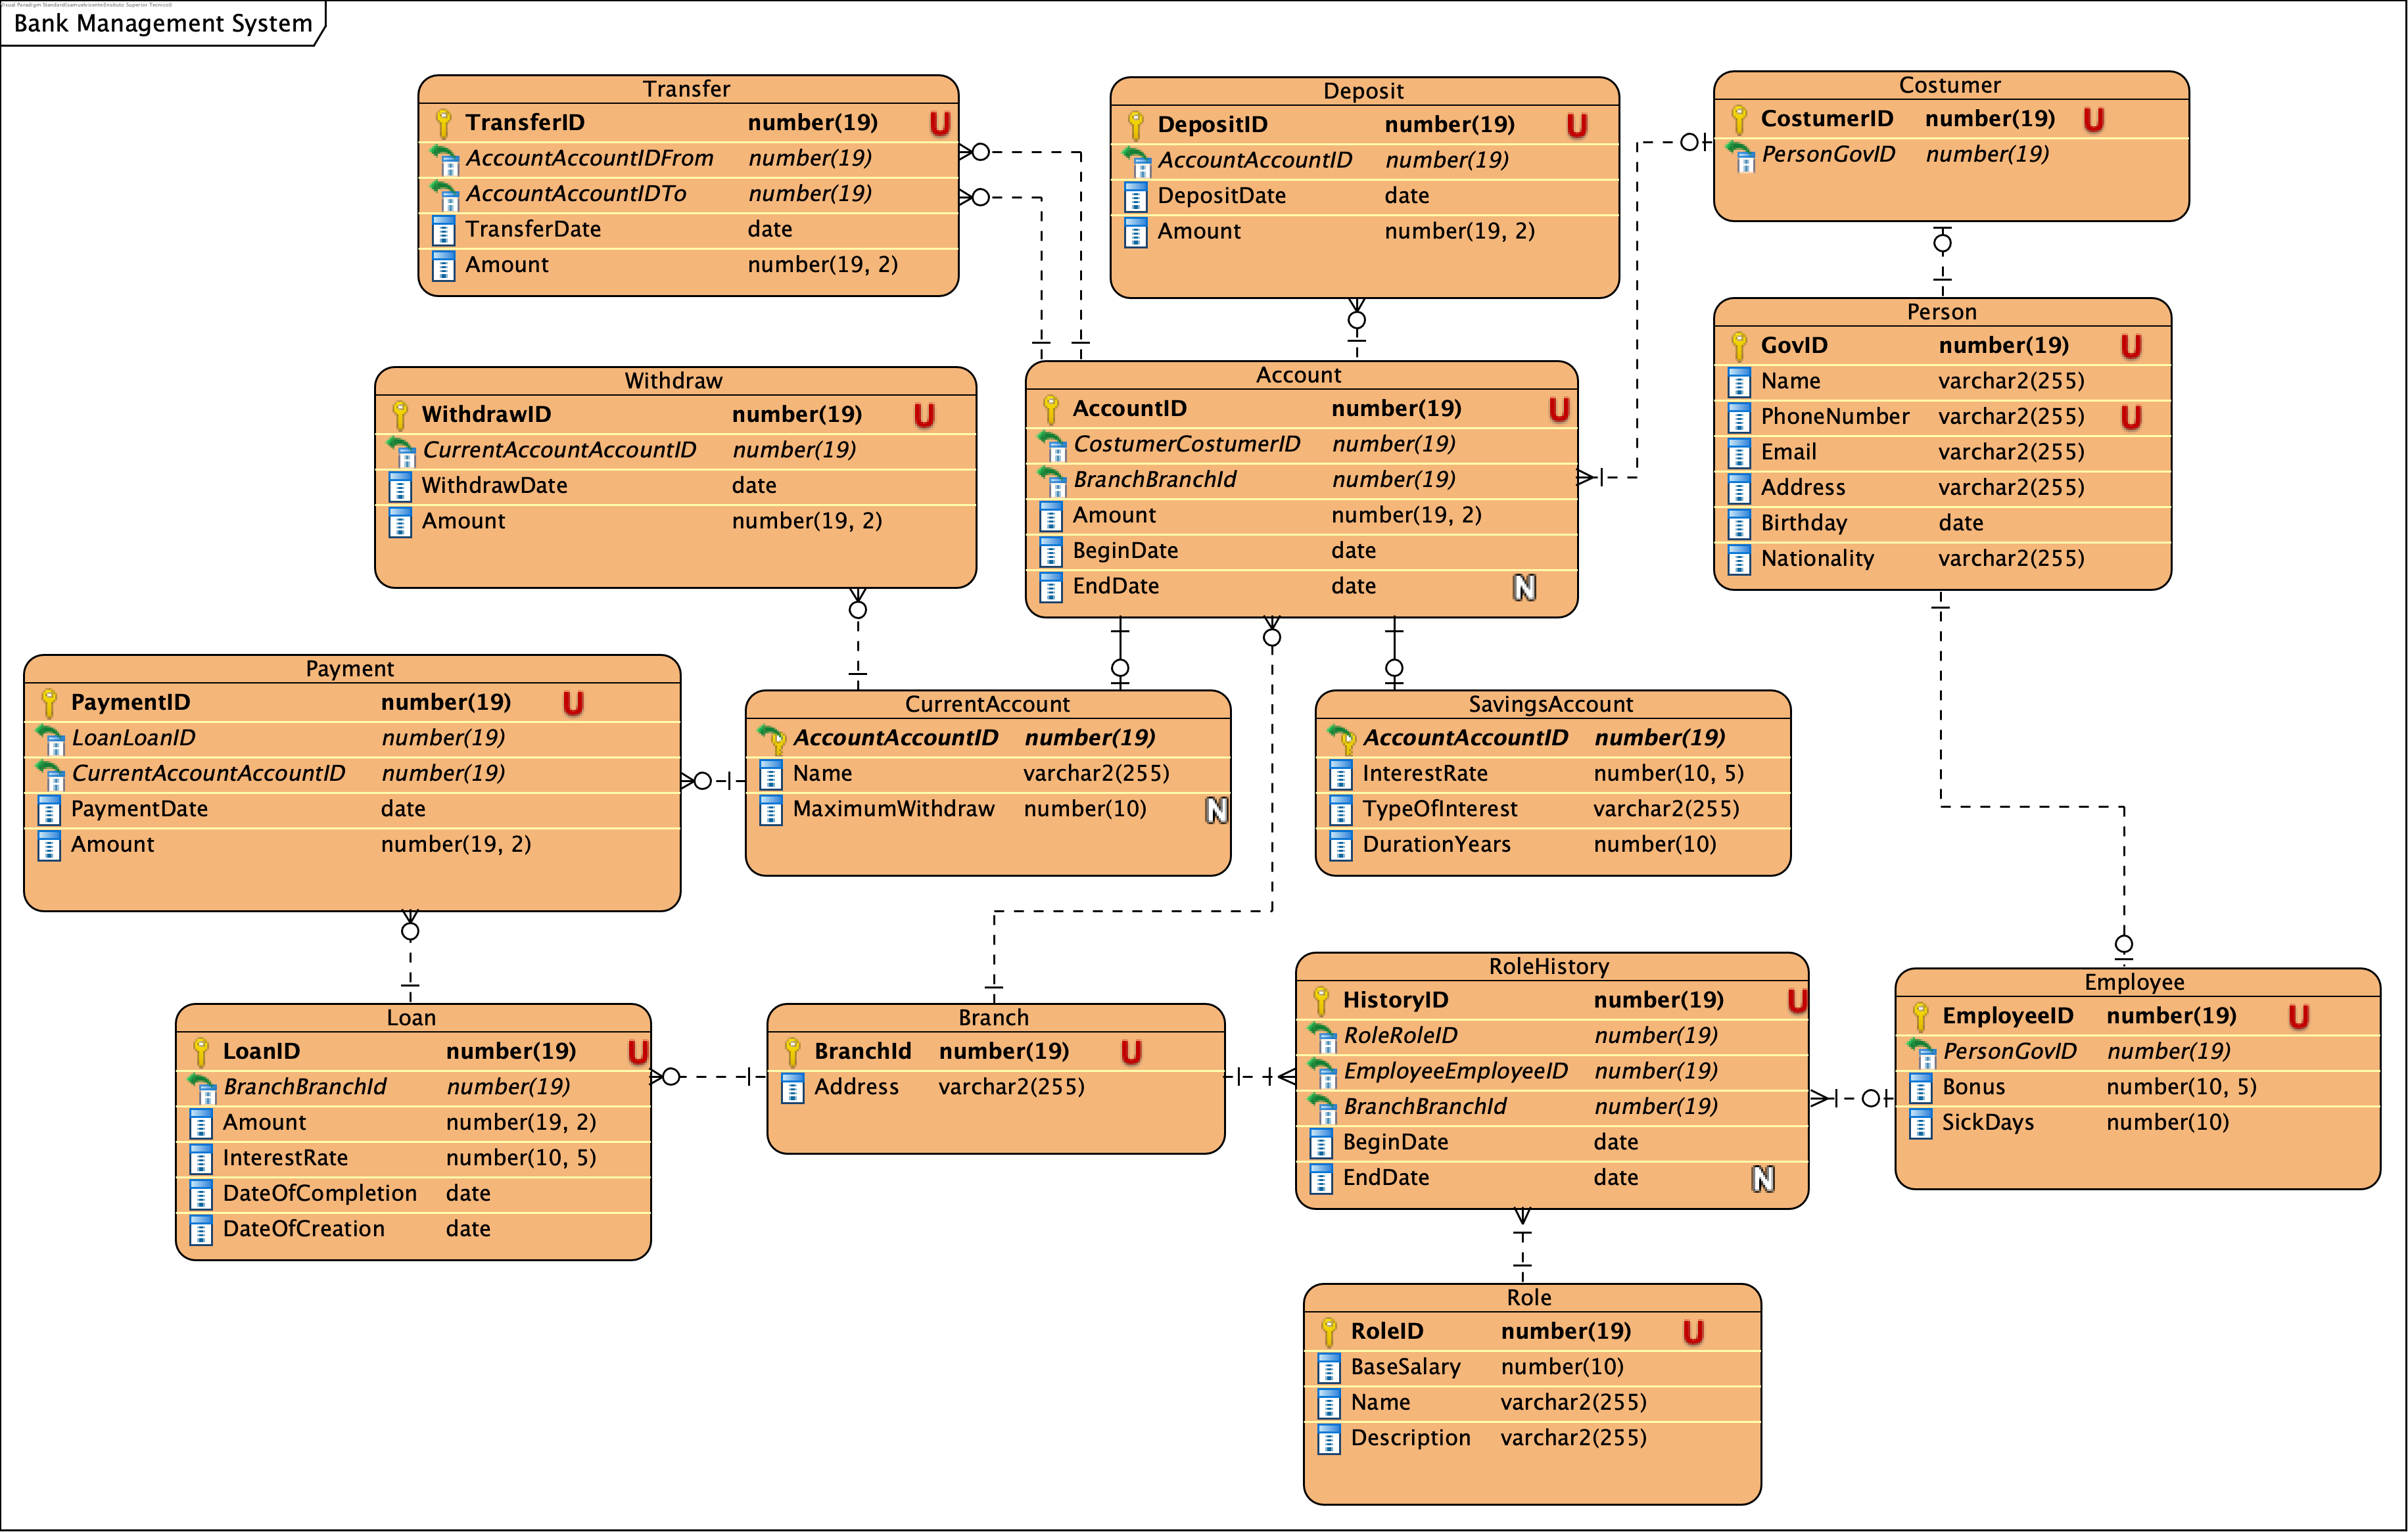 Visual Paradigm Standard(samuelvicente(Instituto Superior Tecnico))
Bank Management System
Transfer
TransferID number(19) U
AccountAccountIDFrom number(19)
AccountAccountIDTo number(19)
TransferDate date
Amount number(19, 2)
Deposit
DepositID number(19) U
AccountAccountID number(19)
DepositDate date
Amount number(19, 2)
Costumer
CostumerID number(19) U
PersonGovID number(19)
Person
GovID number(19) U
Name varchar2(255)
PhoneNumber varchar2(255) U
Email varchar2(255)
Address varchar2(255)
Birthday date
Nationality varchar2(255)
Withdraw
WithdrawID number(19) U
CurrentAccountAccountID number(19)
WithdrawDate date
Amount number(19, 2)
Account
AccountID number(19) U
CostumerCostumerID number(19)
BranchBranchId number(19)
Amount number(19, 2)
BeginDate date
EndDate date N
Payment
PaymentID number(19) U
LoanLoanID number(19)
CurrentAccountAccountID number(19)
PaymentDate date
Amount number(19, 2)
CurrentAccount
AccountAccountID number(19)
Name varchar2(255)
MaximumWithdraw number(10) N
SavingsAccount
AccountAccountID number(19)
InterestRate number(10, 5)
TypeOfInterest varchar2(255)
DurationYears number(10)
Loan
LoanID number(19) U
BranchBranchId number(19)
Amount number(19, 2)
InterestRate number(10, 5)
DateOfCompletion date
DateOfCreation date
Branch
BranchId number(19) U
Address varchar2(255)
RoleHistory
HistoryID number(19) U
RoleRoleID number(19)
EmployeeEmployeeID number(19)
BranchBranchId number(19)
BeginDate date
EndDate date N
Employee
EmployeeID number(19) U
PersonGovID number(19)
Bonus number(10, 5)
SickDays number(10)
Role
RoleID number(19) U
BaseSalary number(10)
Name varchar2(255)
Description varchar2(255)